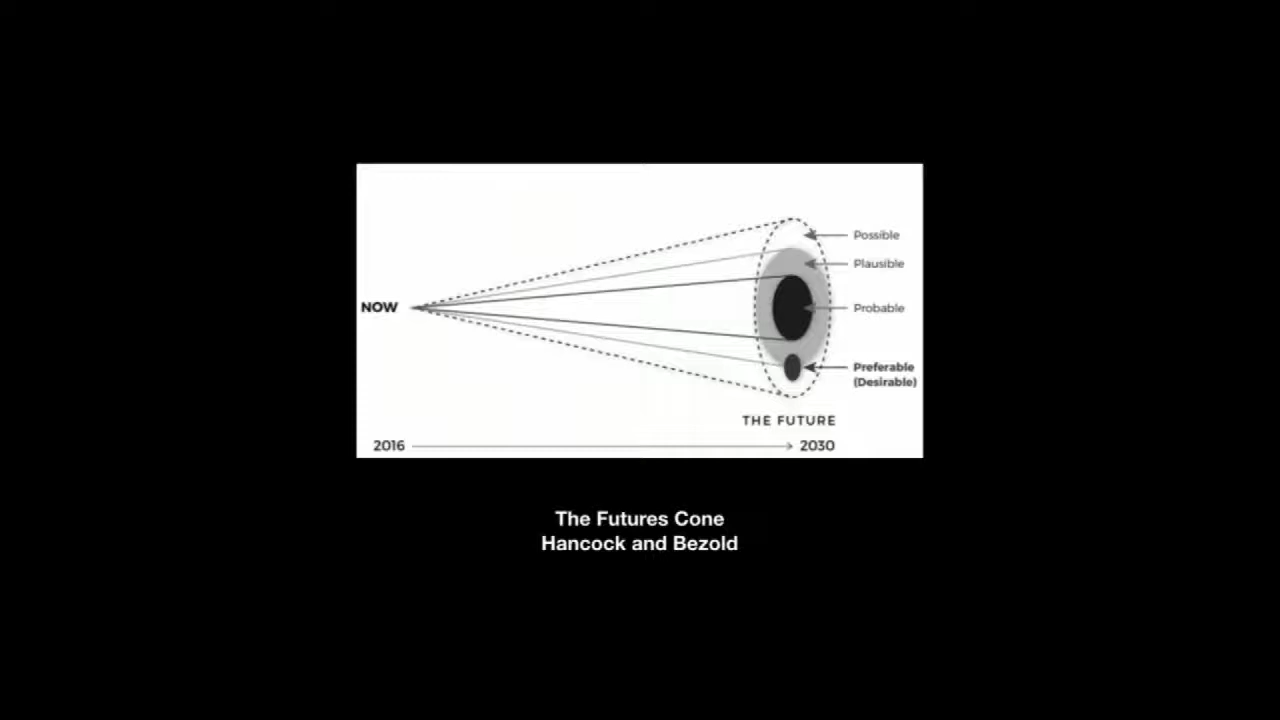 Possible
Plausible
NOW
Probable
Preferable
(Desirable)
THE FUTURE
2016
2030
The Futures Cone
Hancock and Bezold